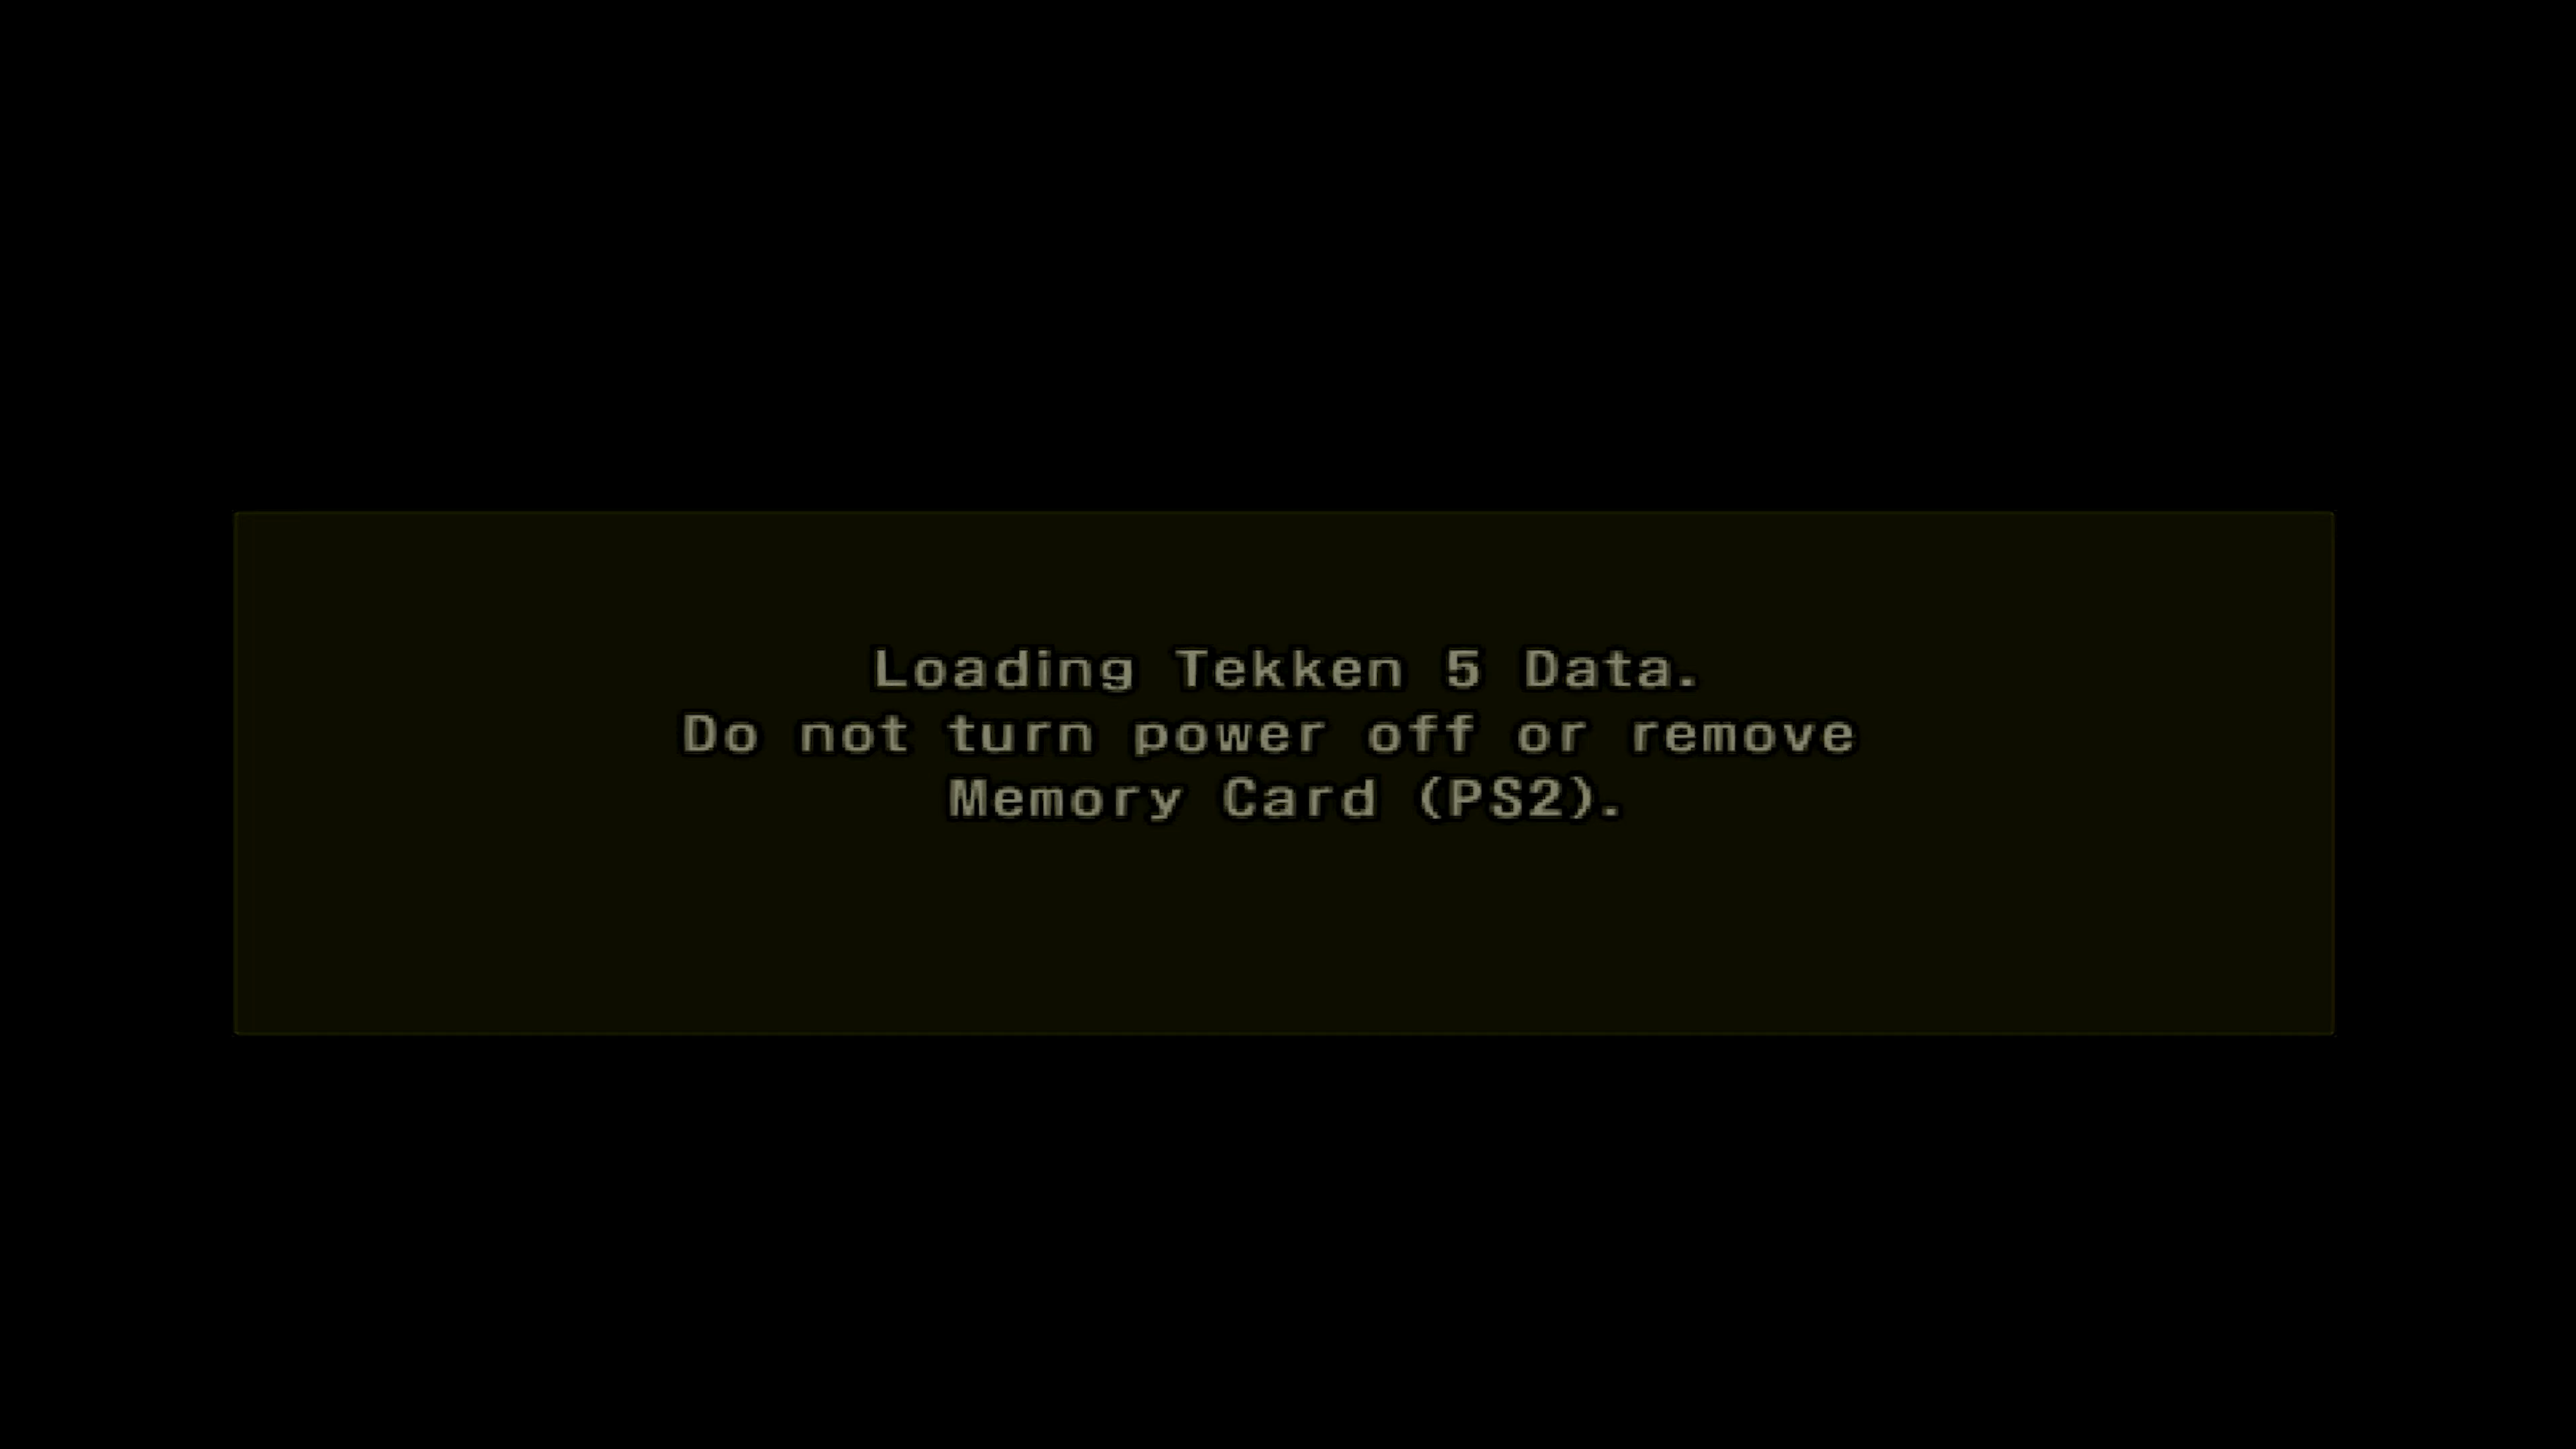 Loading Tekken 5 Data.
Do not turn power off or remove
Memory Card (PS2).